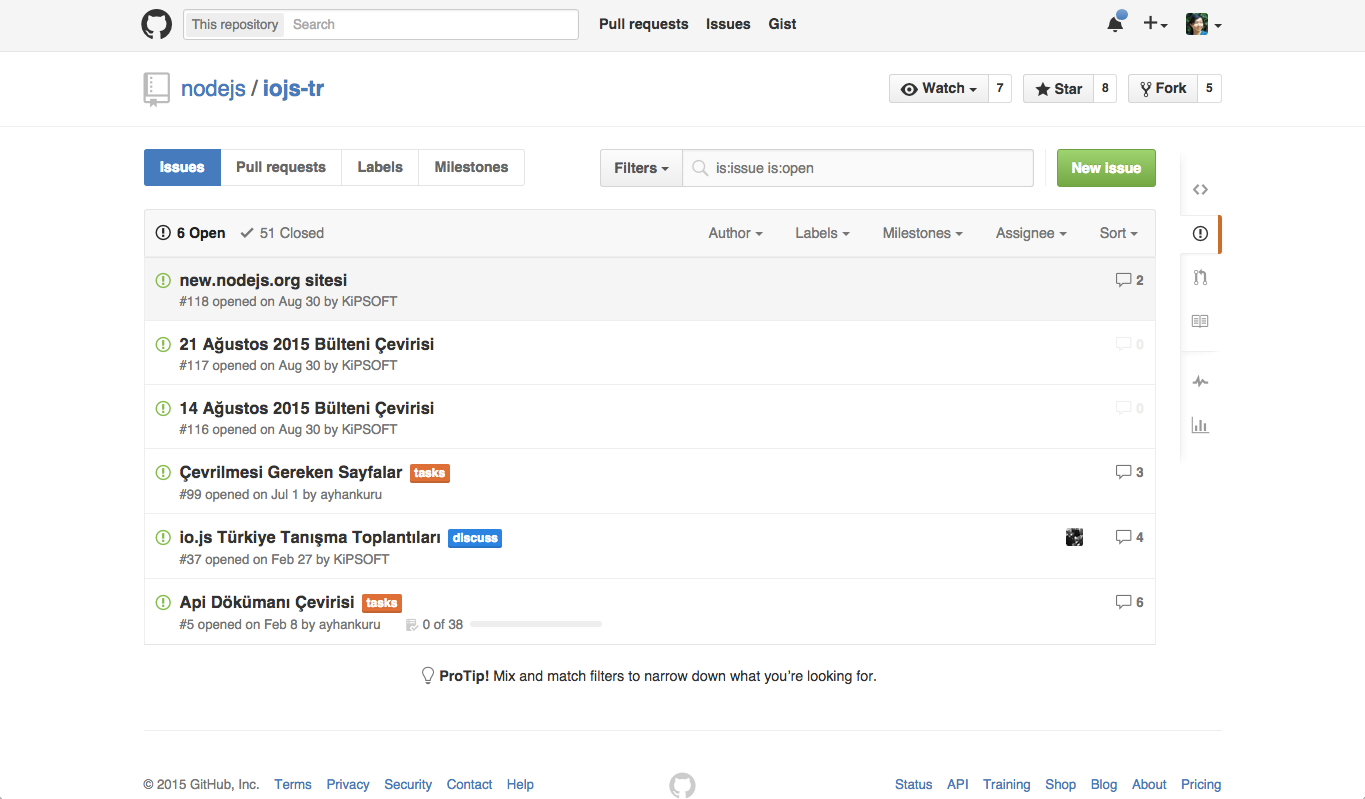 This repository Search Pull requests Issues Gist
nodejs / iojs-tr Watch 7 Star 8 Fork 5
Issues Pull requests Labels Milestones Filters is:issue is:open New issue
6 Open 51 Closed Author Labels Milestones Assignee Sort
new.nodejs.org sitesi 2
#118 opened on Aug 30 by KiPSOFT
21 Ağustos 2015 Bülteni Çevirisi 0
#117 opened on Aug 30 by KiPSOFT
14 Ağustos 2015 Bülteni Çevirisi 0
#116 opened on Aug 30 by KiPSOFT
Çevrilmesi Gereken Sayfalar tasks 3
#99 opened on Jul 1 by ayhankuru
io.js Türkiye Tanışma Toplantıları discuss 4
#37 opened on Feb 27 by KiPSOFT
Api Dökümanı Çevirisi tasks 6
#5 opened on Feb 8 by ayhankuru 0 of 38
ProTip! Mix and match filters to narrow down what you’re looking for.
© 2015 GitHub, Inc. Terms Privacy Security Contact Help Status API Training Shop Blog About Pricing